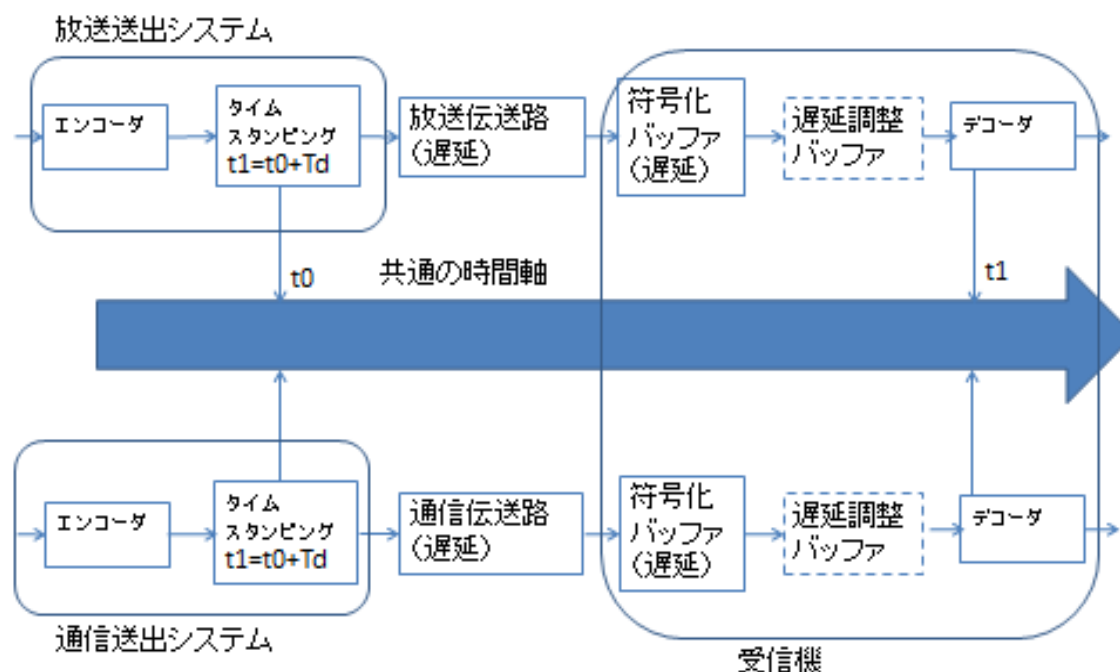 放送送出システム
エンコーダ
タイム
スタンピング
t1=t0+Td
放送伝送路
(遅延)
符号化
バッファ
(遅延)
遅延調整
バッファ
デコーダ
t0
共通の時間軸
t1
エンコーダ
タイム
スタンピング
t1=t0+Td
通信伝送路
(遅延)
符号化
バッファ
(遅延)
遅延調整
バッファ
デコーダ
通信送出システム
受信機